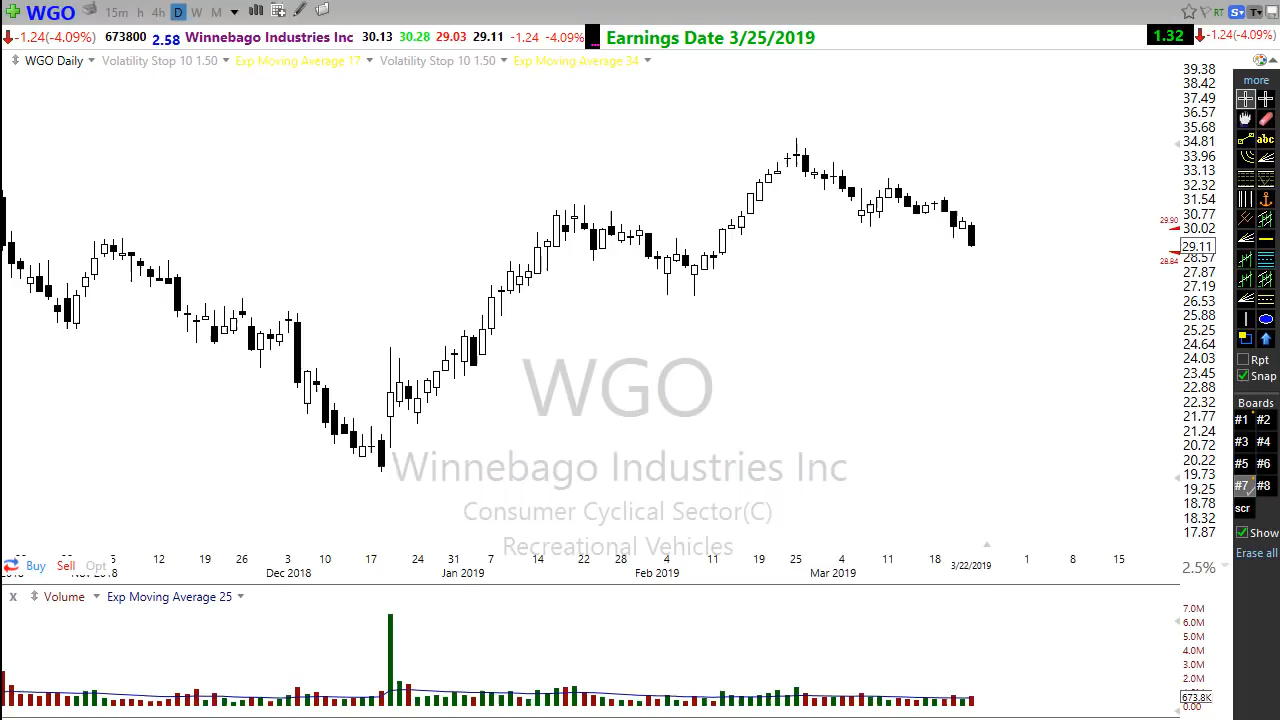 WGO 15m h 4h D W M RT S T
-1.24(-4.09%) 673800 2.58 Winnebago Industries Inc 30.13 30.28 29.03 29.11 -1.24 -4.09% Earnings Date 3/25/2019 1.32 -1.24(-4.09%)
WGO Daily Volatility Stop 10 1.50 Exp Moving Average 17 Volatility Stop 10 1.50 Exp Moving Average 34
39.38
38.42
37.49
36.57
35.68
34.81
33.96
33.13
32.32
31.54
30.77
29.90
30.02
29.11
28.57
28.84
27.87
27.19
26.53
25.88
25.25
24.64
24.03
23.45
22.88
22.32
21.77
21.24
20.72
20.22
19.73
19.25
18.78
18.32
17.87
more
abc
Rpt
Snap
Boards
#1 #2
#3 #4
#5 #6
#7 #8
scr
Show
Erase all
WGO
Winnebago Industries Inc
Consumer Cyclical Sector(C)
Recreational Vehicles
5 12 19 26 3 10 17 24 31 7 14 22 28 4 11 19 25 4 11 18 1 8 15
Buy Sell Opt
Dec 2018 Jan 2019 Feb 2019 Mar 2019 3/22/2019
2.5%
x Volume Exp Moving Average 25
7.0M
6.0M
5.0M
4.0M
3.0M
2.0M
673.8K
0.00